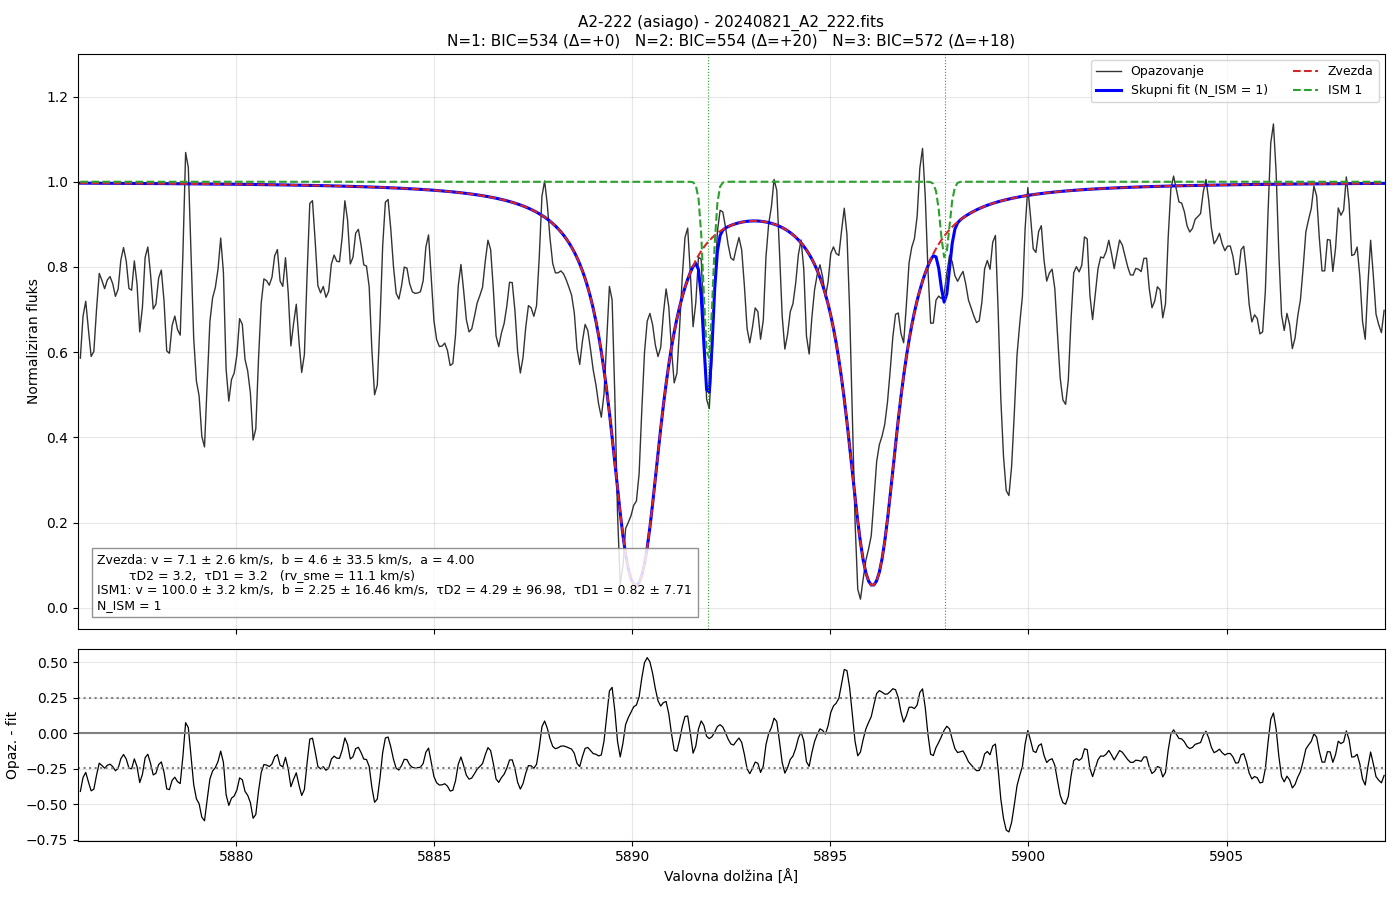 A2-222 (asiago) - 20240821_A2_222.fits
N=1: BIC=534 (Δ=+0)   N=2: BIC=554 (Δ=+20)   N=3: BIC=572 (Δ=+18)
Opazovanje
Skupni fit (N_ISM = 1)
Zvezda
ISM 1
Normaliziran fluks
1.2
1.0
0.8
0.6
0.4
0.2
0.0
Zvezda: v = 7.1 ± 2.6 km/s,  b = 4.6 ± 33.5 km/s,  a = 4.00
τD2 = 3.2,  τD1 = 3.2   (rv_sme = 11.1 km/s)
ISM1: v = 100.0 ± 3.2 km/s,  b = 2.25 ± 16.46 km/s,  τD2 = 4.29 ± 96.98,  τD1 = 0.82 ± 7.71
N_ISM = 1
Opaz. - fit
0.50
0.25
0.00
−0.25
−0.50
−0.75
5880
5885
5890
5895
5900
5905
Valovna dolžina [Å]